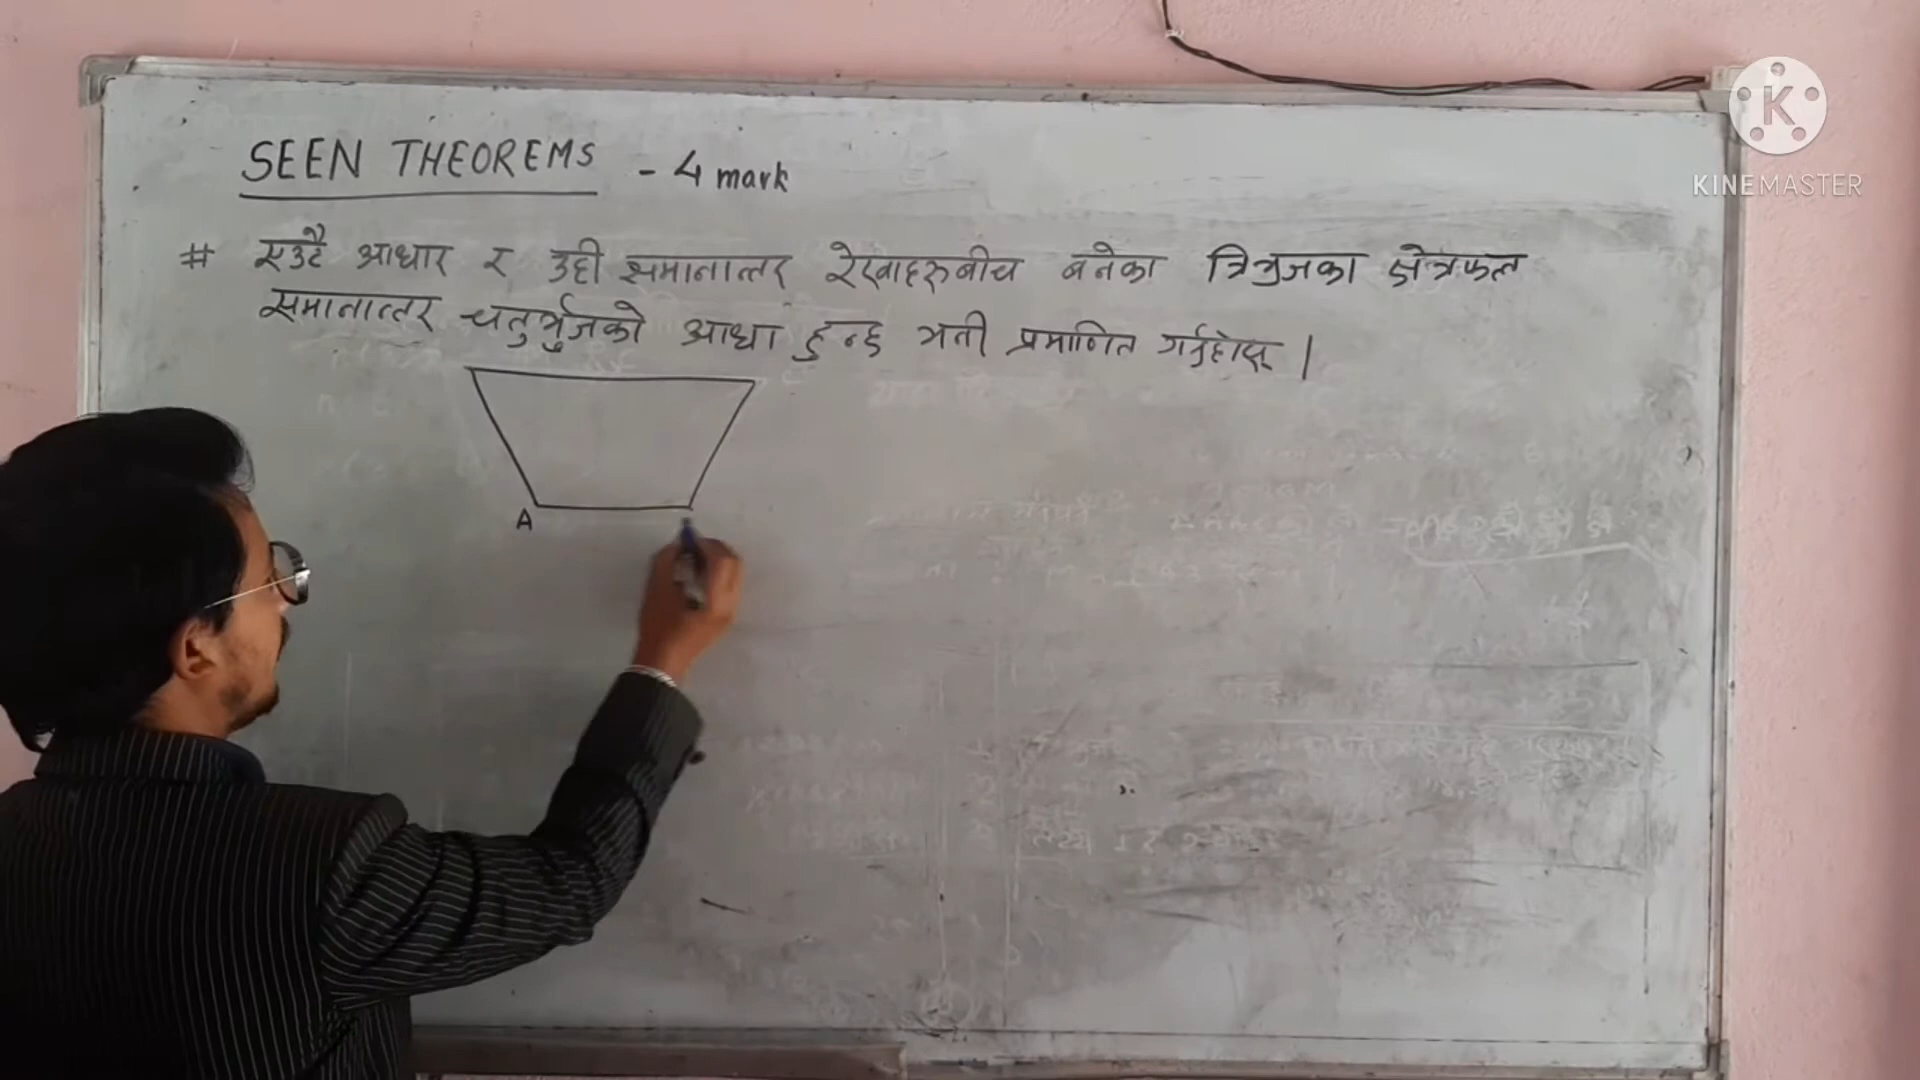 SEEN THEOREMS - 4 mark
# एउटै आधार र उही समानान्तर रेखाहरुबीच बनेका त्रिभुजका क्षेत्रफल
समानान्तर चतुर्भुजको आधा हुन्छ भनी प्रमाणित गर्नुहोस् ।
A
K
KINEMASTER